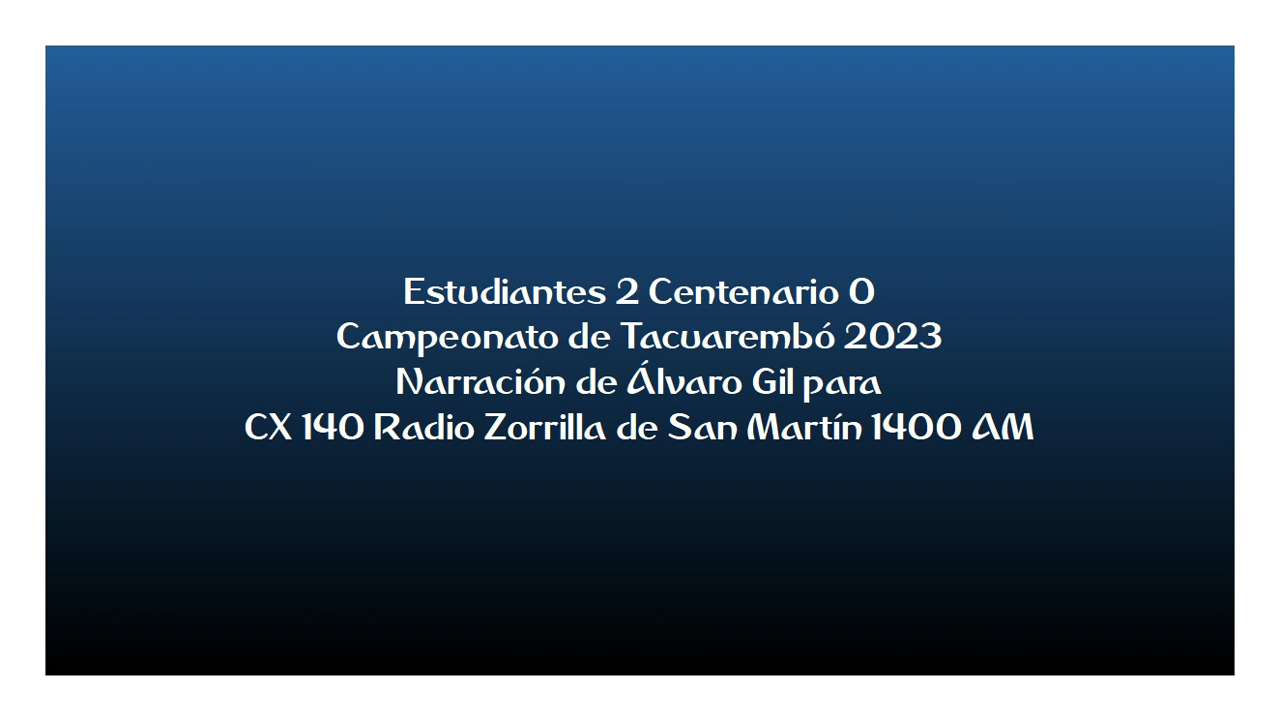 Estudiantes 2 Centenario 0
Campeonato de Tacuarembó 2023
Narración de Álvaro Gil para
CX 140 Radio Zorrilla de San Martín 1400 AM